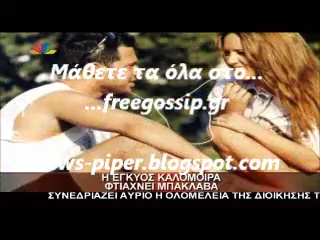 Μάθετε τα όλα στο...
...freegossip.gr
ws-piper.blogspot.com
Η ΕΓΚΥΟΣ ΚΑΛΟΜΟΙΡΑ
ΦΤΙΑΧΝΕΙ ΜΠΑΚΛΑΒΑ
ΣΥΝΕΔΡΙΑΖΕΙ ΑΥΡΙΟ Η ΟΛΟΜΕΛΕΙΑ ΤΗΣ ΔΙΟΙΚΗΣΗΣ Τ